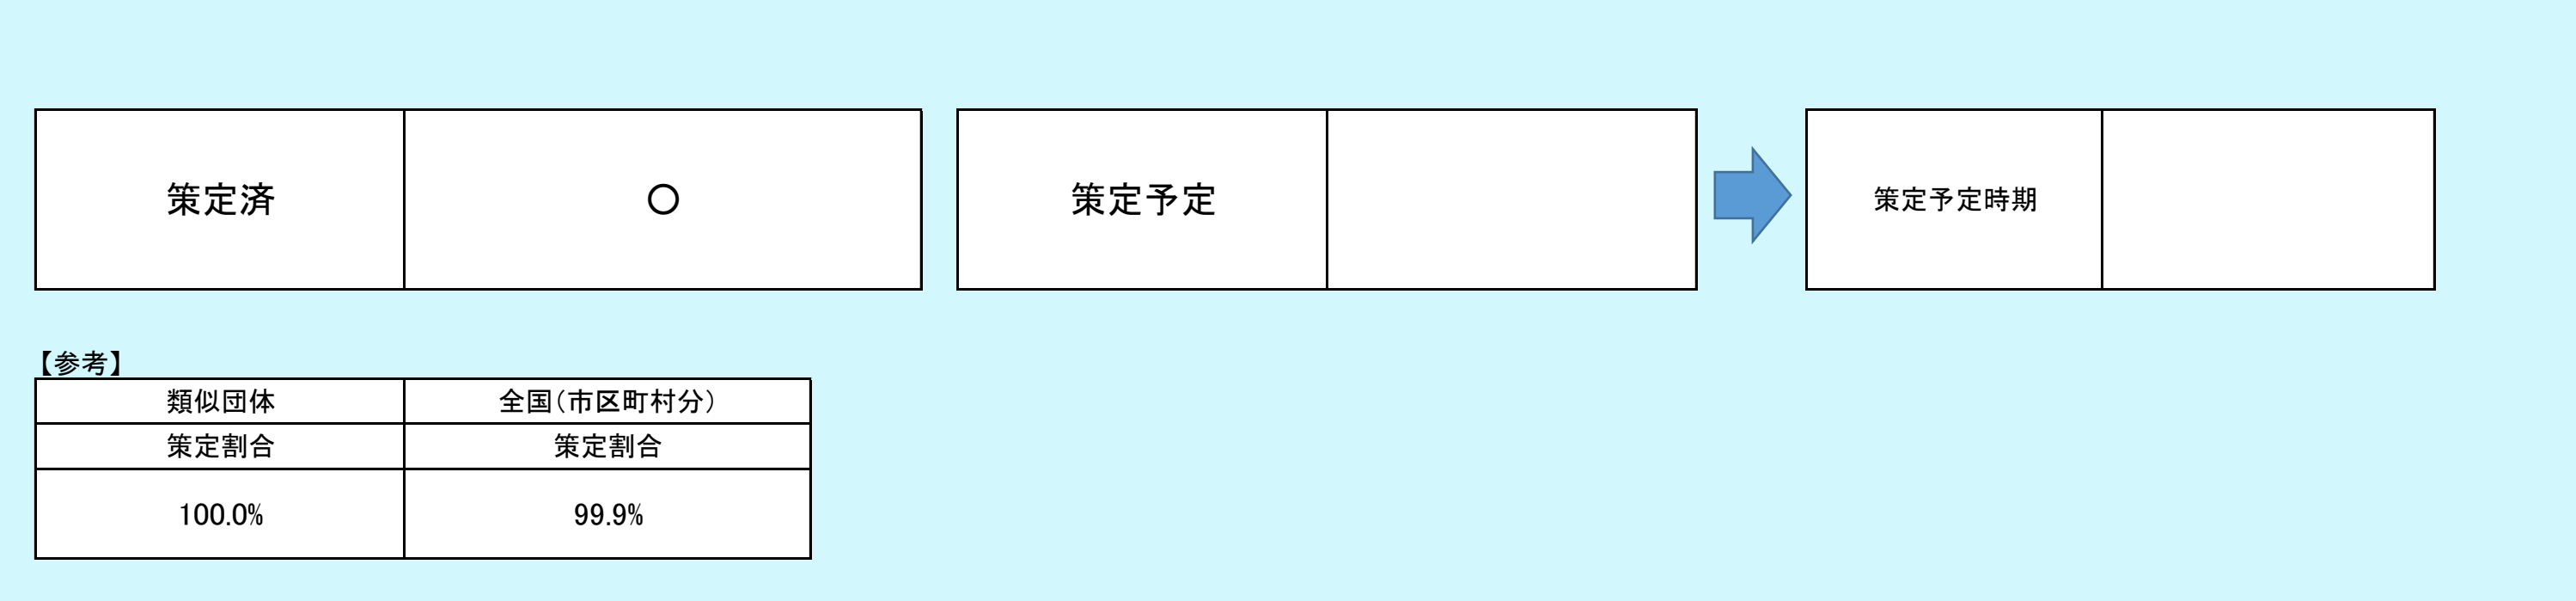 策定済 ○ 策定予定 策定予定時期
【参考】
類似団体 全国(市区町村分)
策定割合 策定割合
100.0% 99.9%